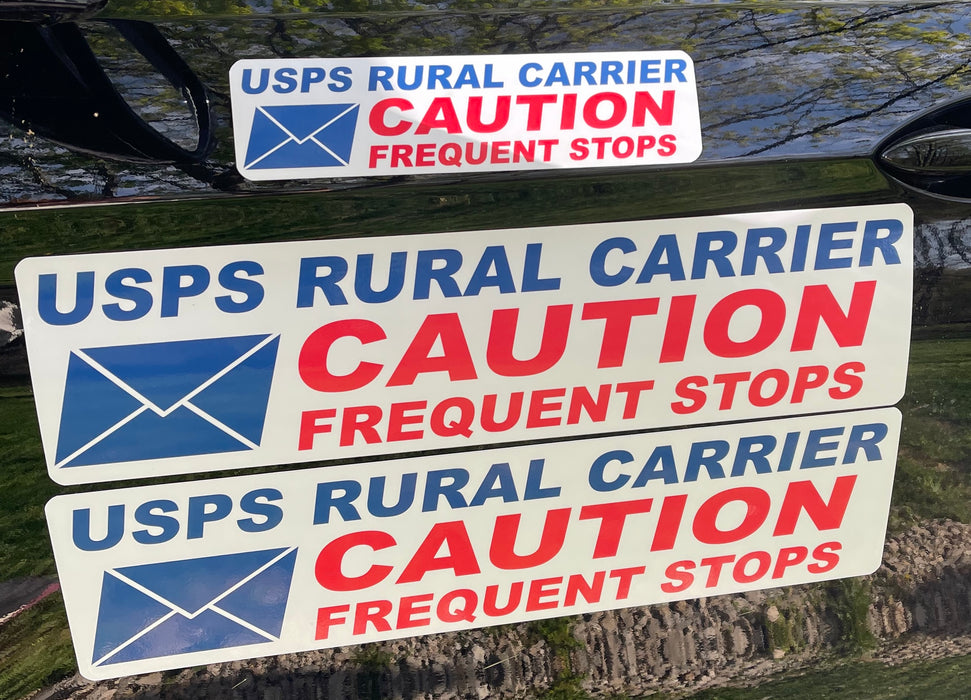 USPS RURAL CARRIER
CAUTION
FREQUENT STOPS
USPS RURAL CARRIER
CAUTION
FREQUENT STOPS
USPS RURAL CARRIER
CAUTION
FREQUENT STOPS